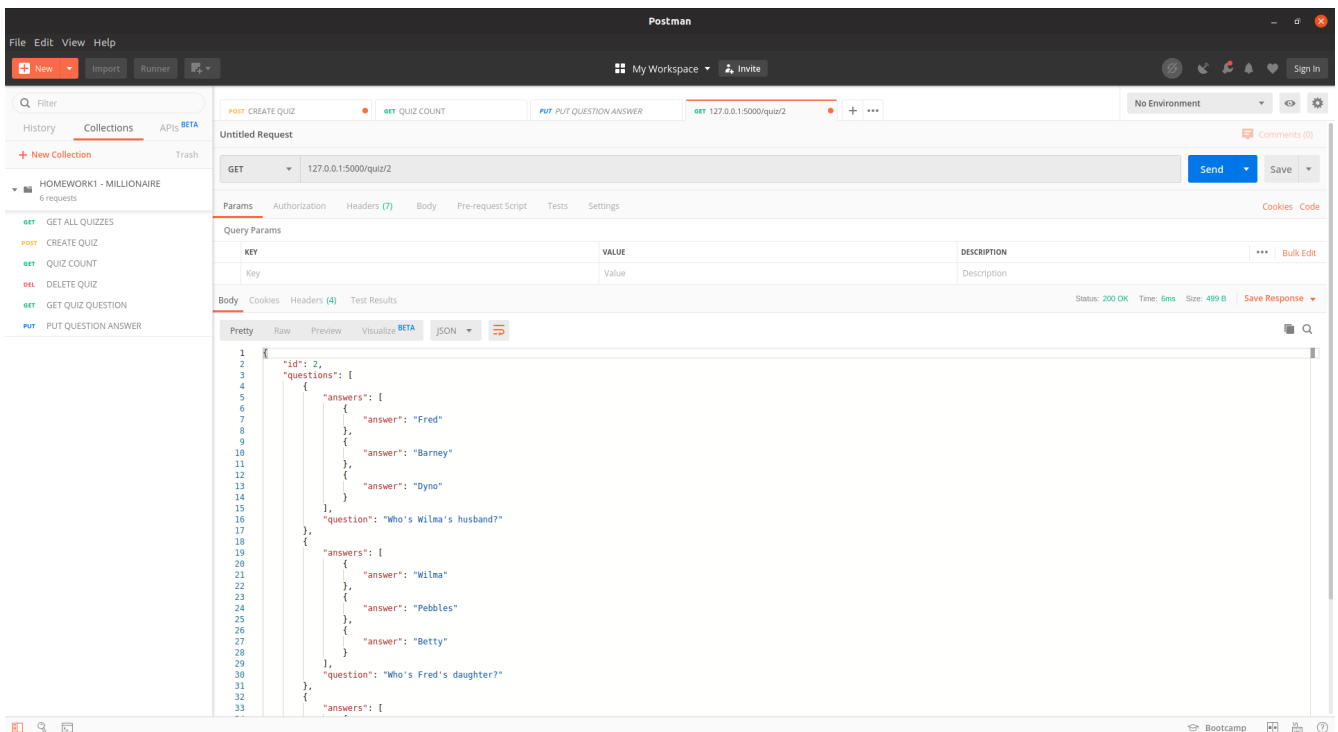 Postman
File Edit View Help
New Import Runner My Workspace Invite Sign In
Filter
History Collections APIs BETA
+ New Collection Trash
HOMEWORK1 - MILLIONAIRE
6 requests
GET GET ALL QUIZZES
POST CREATE QUIZ
GET QUIZ COUNT
DEL DELETE QUIZ
GET GET QUIZ QUESTION
PUT PUT QUESTION ANSWER
POST CREATE QUIZ GET QUIZ COUNT PUT PUT QUESTION ANSWER GET 127.0.0.1:5000/quiz/2 + ••• No Environment
Untitled Request Comments (0)
GET 127.0.0.1:5000/quiz/2 Send Save
Params Authorization Headers (7) Body Pre-request Script Tests Settings Cookies Code
Query Params
KEY VALUE DESCRIPTION ••• Bulk Edit
Key Value Description
Body Cookies Headers (4) Test Results Status: 200 OK Time: 6ms Size: 499 B Save Response
Pretty Raw Preview Visualize BETA JSON
1 {
2 "id": 2,
3 "questions": [
4 {
5 "answers": [
6 {
7 "answer": "Fred"
8 },
9 {
10 "answer": "Barney"
11 },
12 {
13 "answer": "Dyno"
14 }
15 ],
16 "question": "Who's Wilma's husband?"
17 },
18 {
19 "answers": [
20 {
21 "answer": "Wilma"
22 },
23 {
24 "answer": "Pebbles"
25 },
26 {
27 "answer": "Betty"
28 }
29 ],
30 "question": "Who's Fred's daughter?"
31 },
32 {
33 "answers": [
Bootcamp